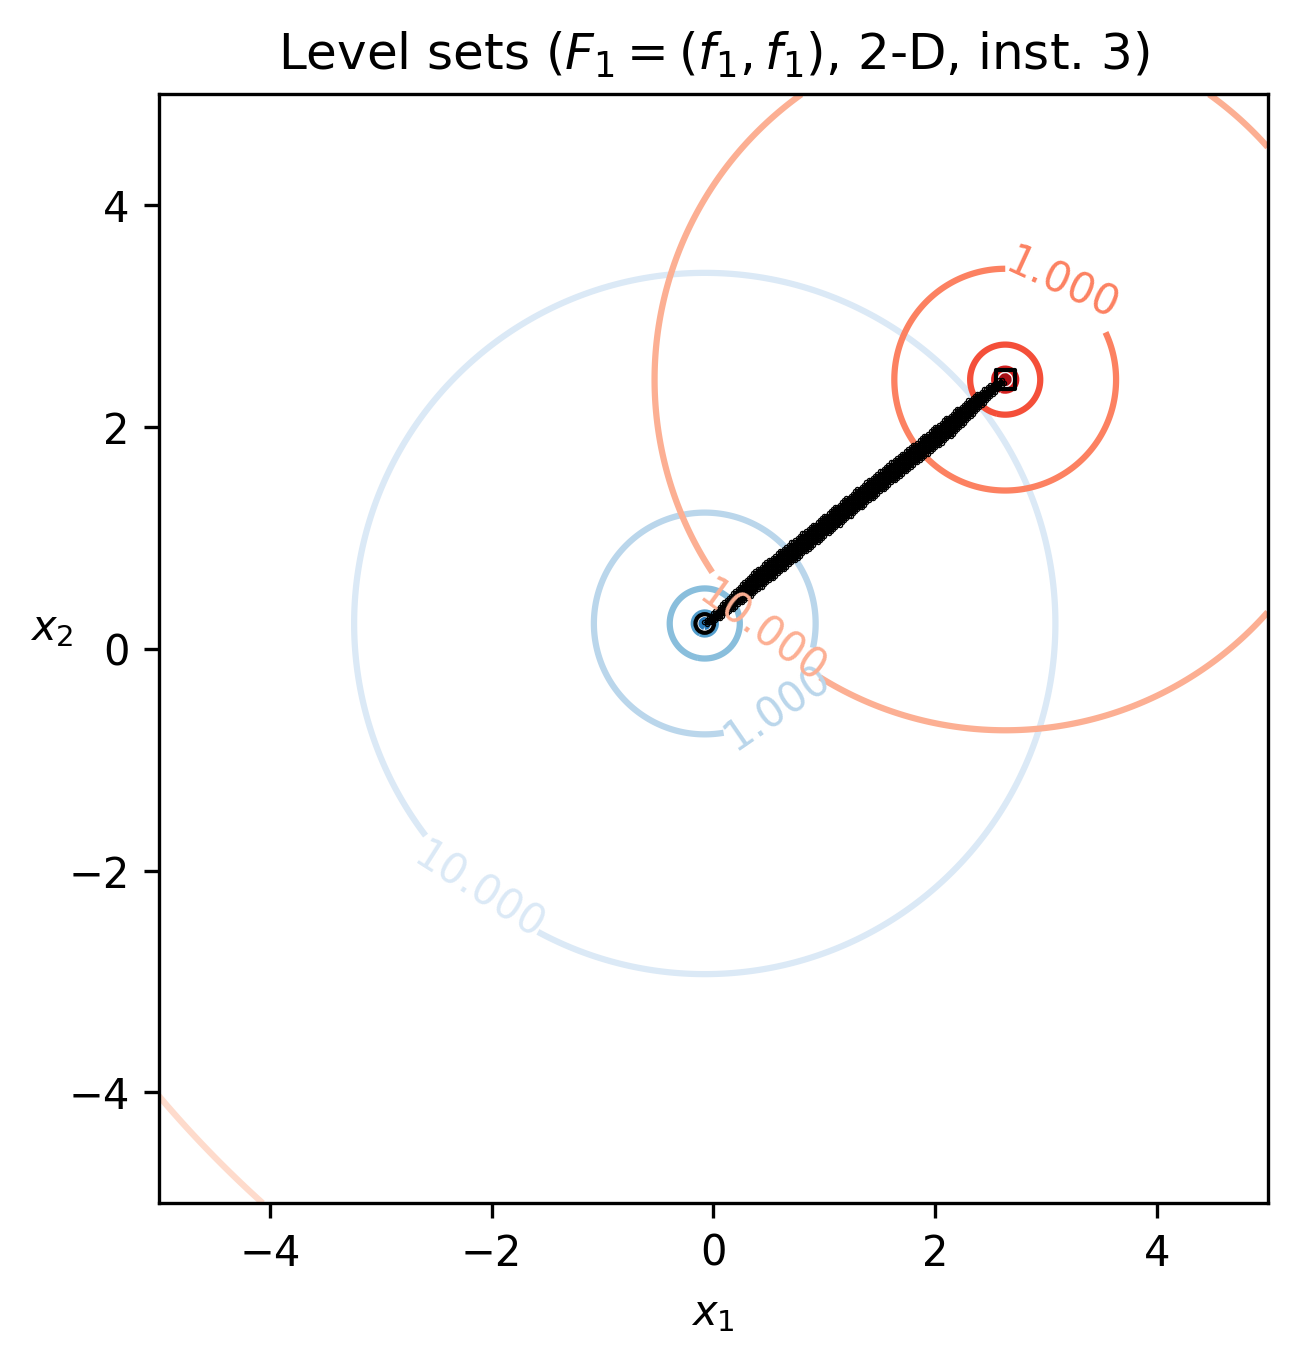 Level sets (F₁ = (f₁, f₁), 2-D, inst. 3)
4
2
0
−2
−4
x₂
1.000
10.000
1.000
10.000
−4 −2 0 2 4
x₁